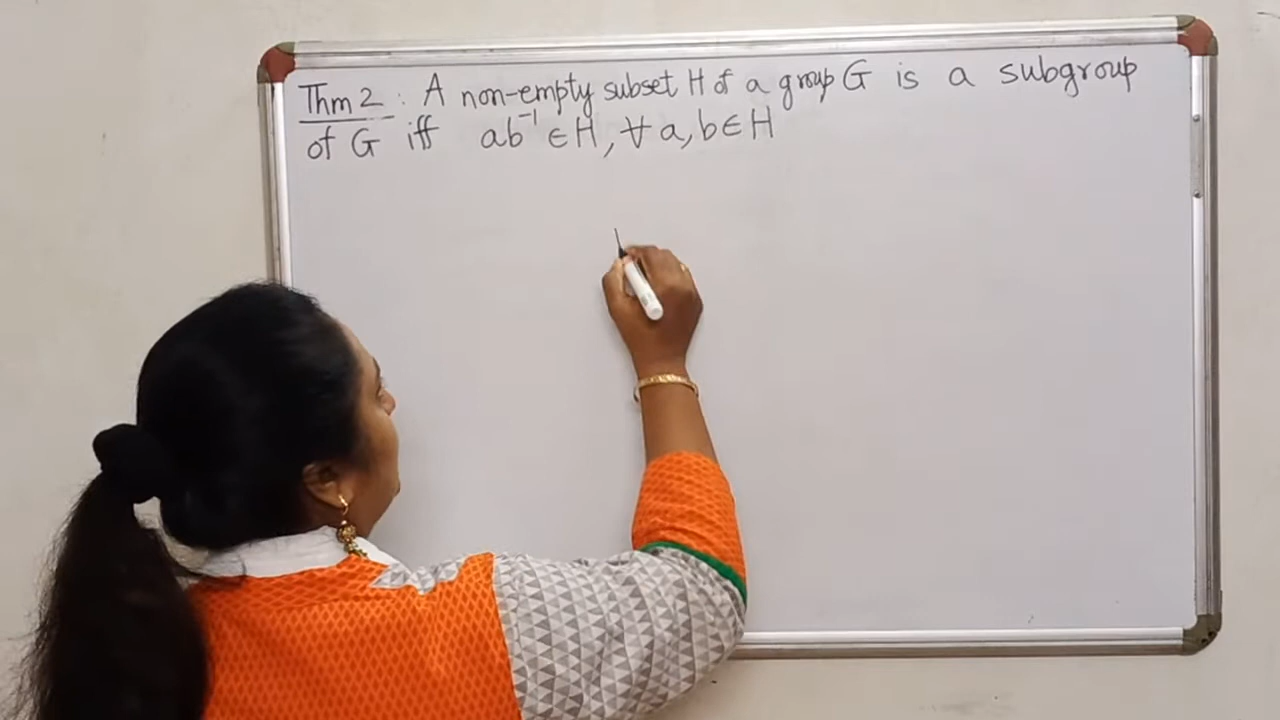 Thm 2 : A non-empty subset H of a group G is a subgroup
of G iff ab⁻¹ ∈ H, ∀ a, b ∈ H